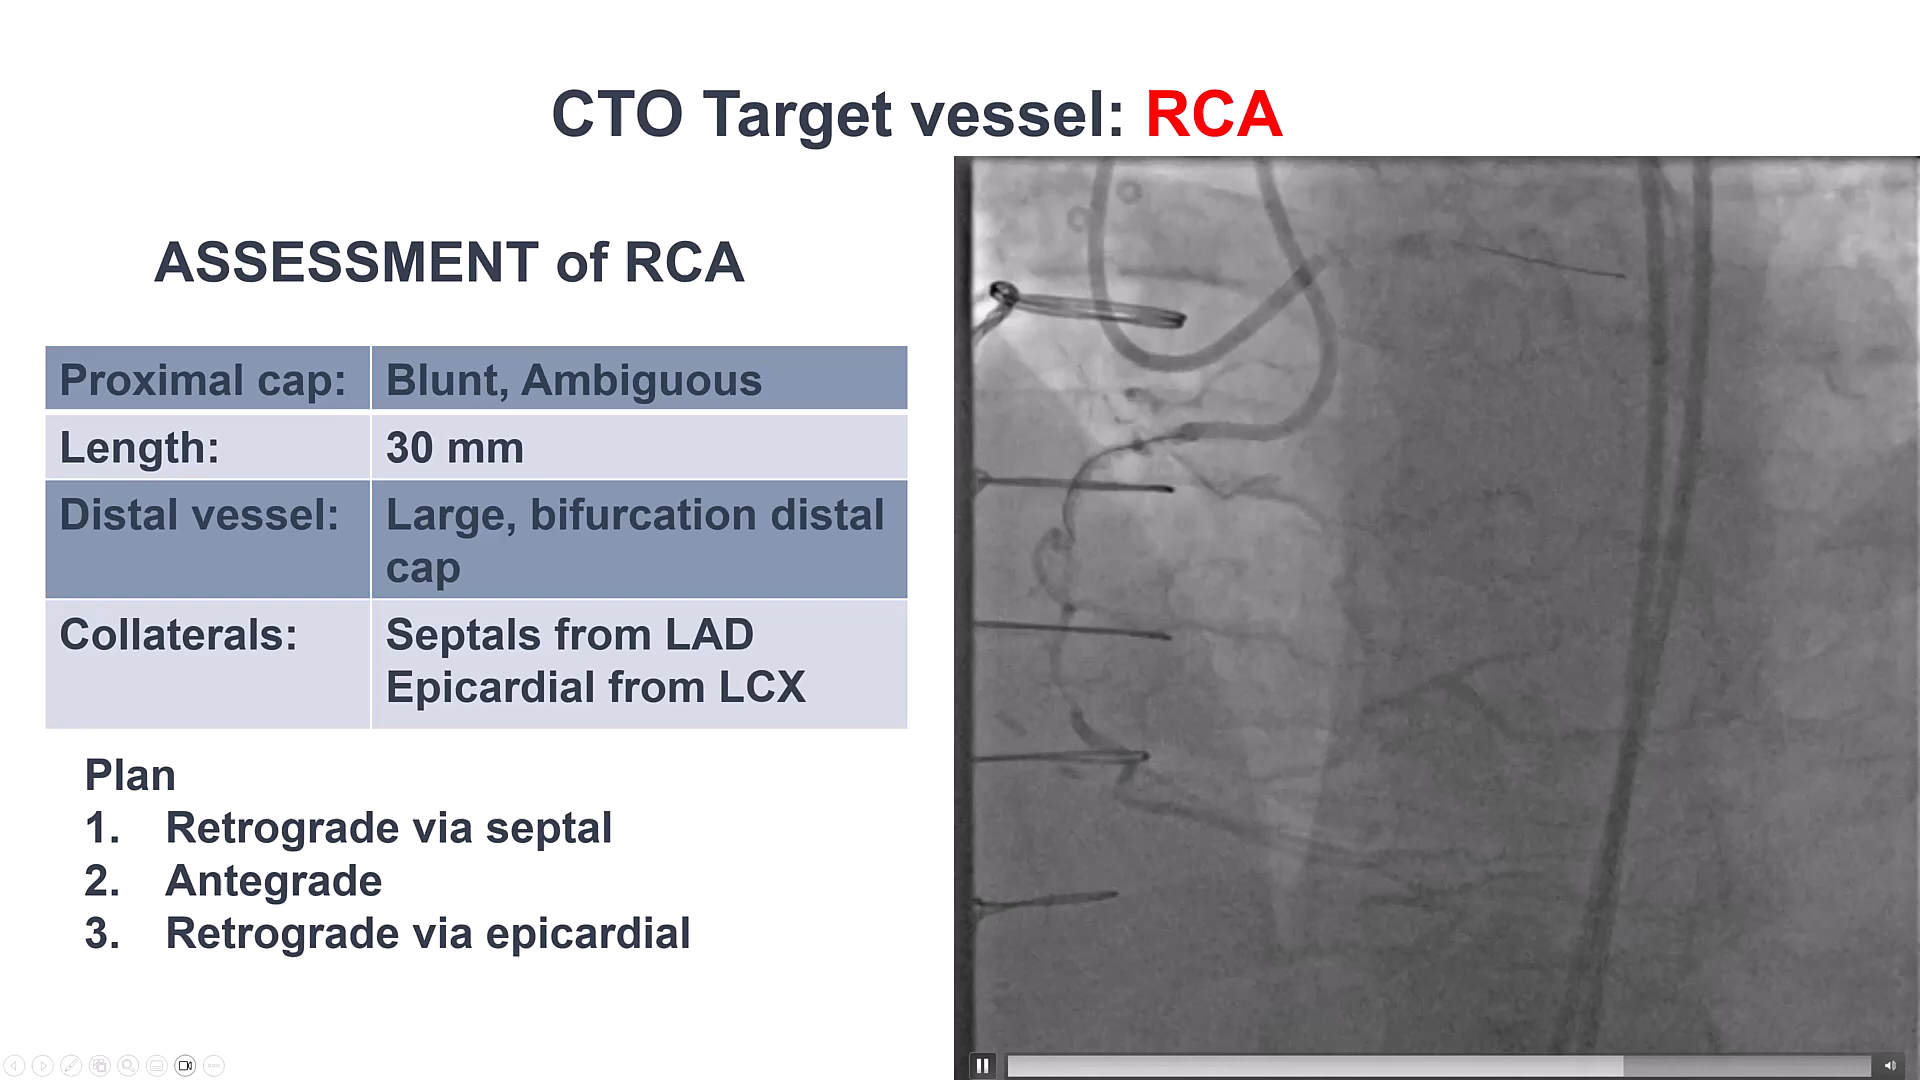 CTO Target vessel: RCA
ASSESSMENT of RCA
Proximal cap: Blunt, Ambiguous
Length: 30 mm
Distal vessel: Large, bifurcation distal
cap
Collaterals: Septals from LAD
Epicardial from LCX
Plan
1. Retrograde via septal
2. Antegrade
3. Retrograde via epicardial